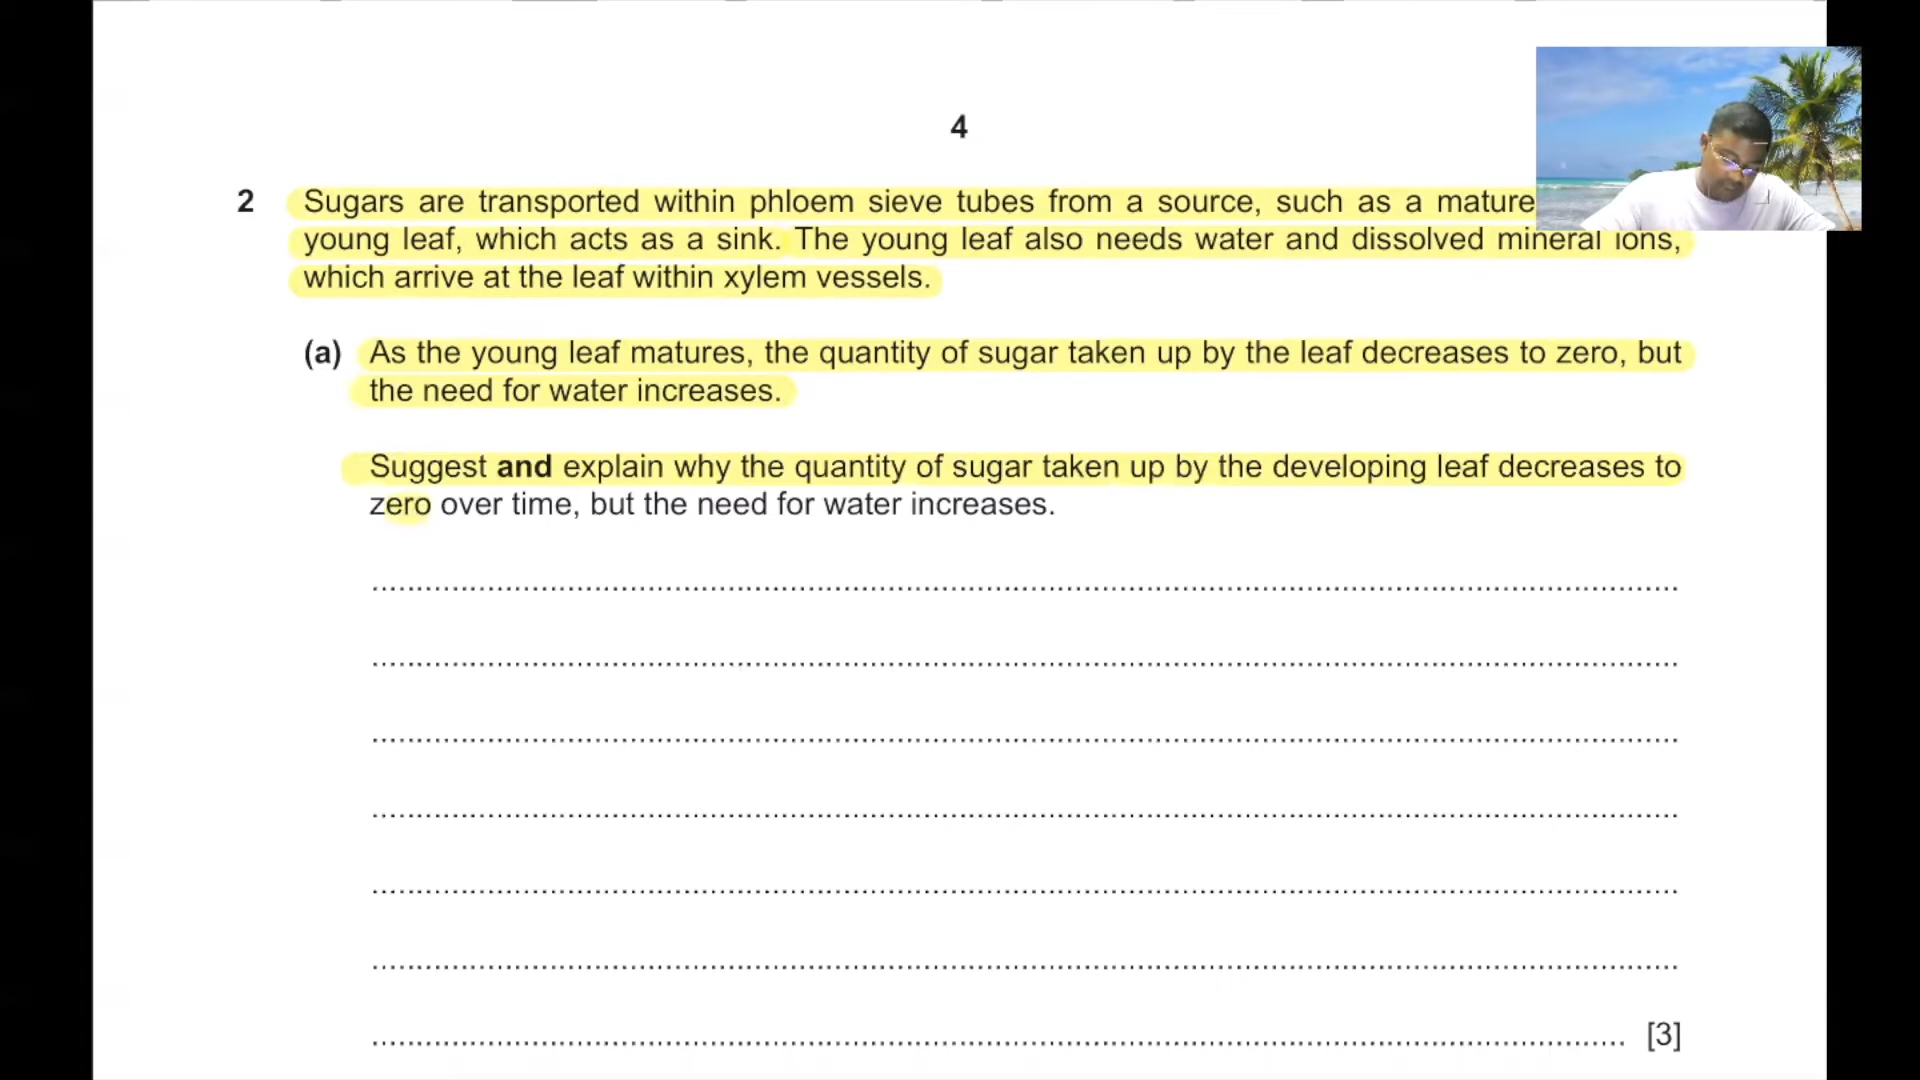 4
2 Sugars are transported within phloem sieve tubes from a source, such as a mature
young leaf, which acts as a sink. The young leaf also needs water and dissolved mineral ions,
which arrive at the leaf within xylem vessels.
(a) As the young leaf matures, the quantity of sugar taken up by the leaf decreases to zero, but
the need for water increases.
Suggest and explain why the quantity of sugar taken up by the developing leaf decreases to
zero over time, but the need for water increases.
[3]